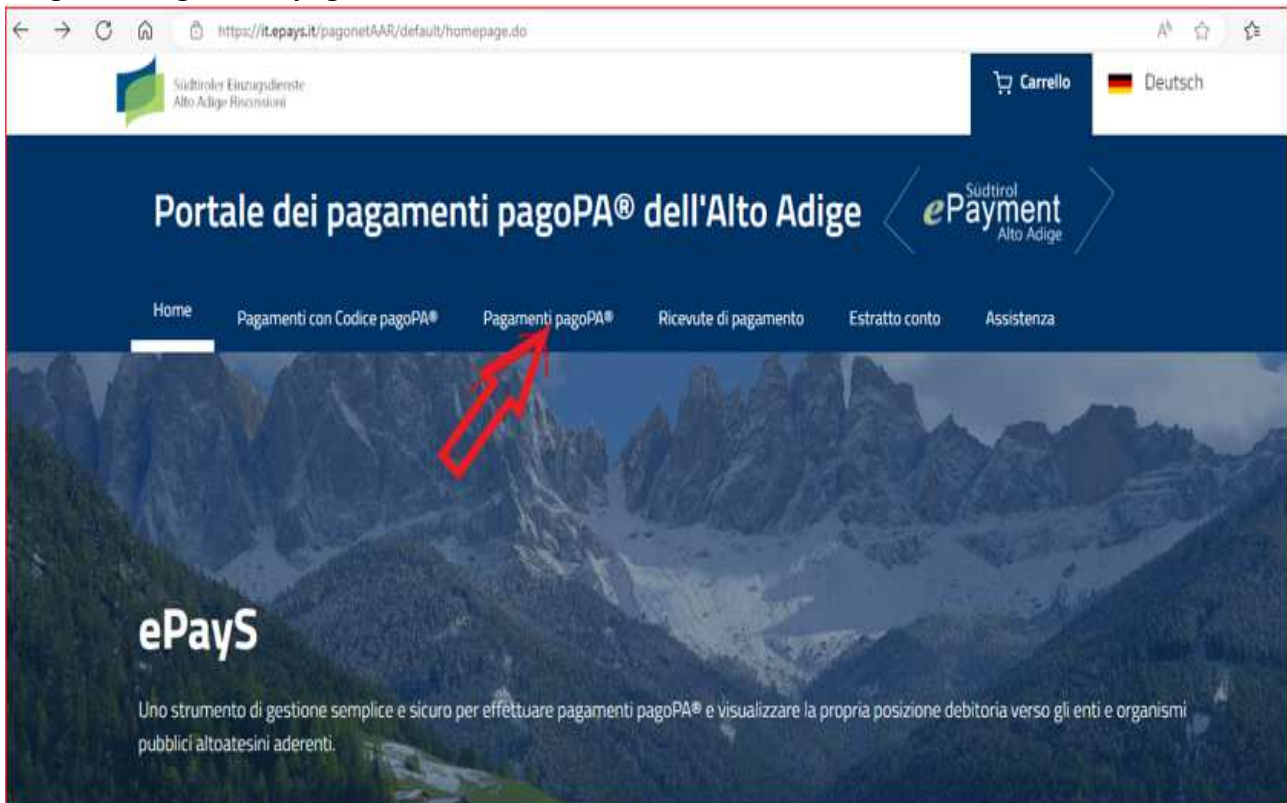 https://it.epays.it/pagonetAAR/default/homepage.do
Südtiroler Einzugsdienste
Alto Adige Riscossioni
Carrello
Deutsch
Portale dei pagamenti pagoPA® dell'Alto Adige
Südtirol
ePayment
Alto Adige
Home
Pagamenti con Codice pagoPA®
Pagamenti pagoPA®
Ricevute di pagamento
Estratto conto
Assistenza
ePayS
Uno strumento di gestione semplice e sicuro per effettuare pagamenti pagoPA® e visualizzare la propria posizione debitoria verso gli enti e organismi
pubblici altoatesini aderenti.